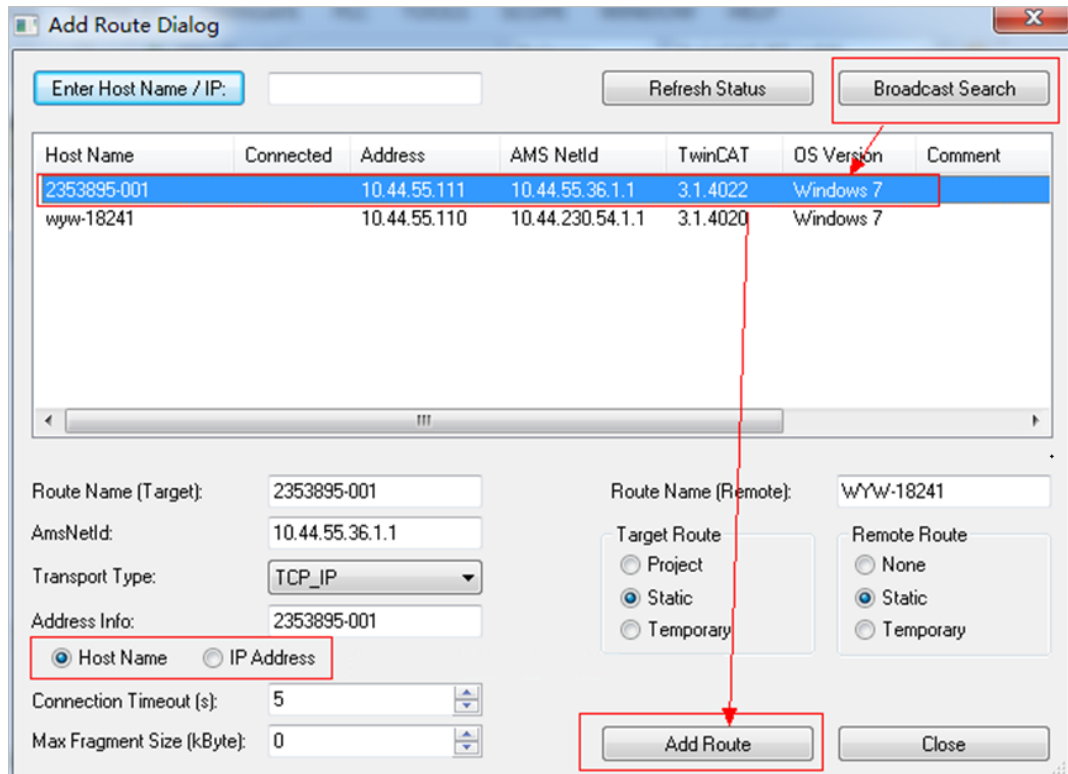 Add Route Dialog
Enter Host Name / IP:
Refresh Status
Broadcast Search
Host Name Connected Address AMS NetId TwinCAT OS Version Comment
2353895-001 10.44.55.111 10.44.55.36.1.1 3.1.4022 Windows 7
wyw-18241 10.44.55.110 10.44.230.54.1.1 3.1.4020 Windows 7
Route Name (Target): 2353895-001
Route Name (Remote): WYW-18241
AmsNetId: 10.44.55.36.1.1
Transport Type: TCP_IP
Address Info: 2353895-001
Host Name IP Address
Connection Timeout (s): 5
Max Fragment Size (kByte): 0
Target Route
Project
Static
Temporary
Remote Route
None
Static
Temporary
Add Route
Close